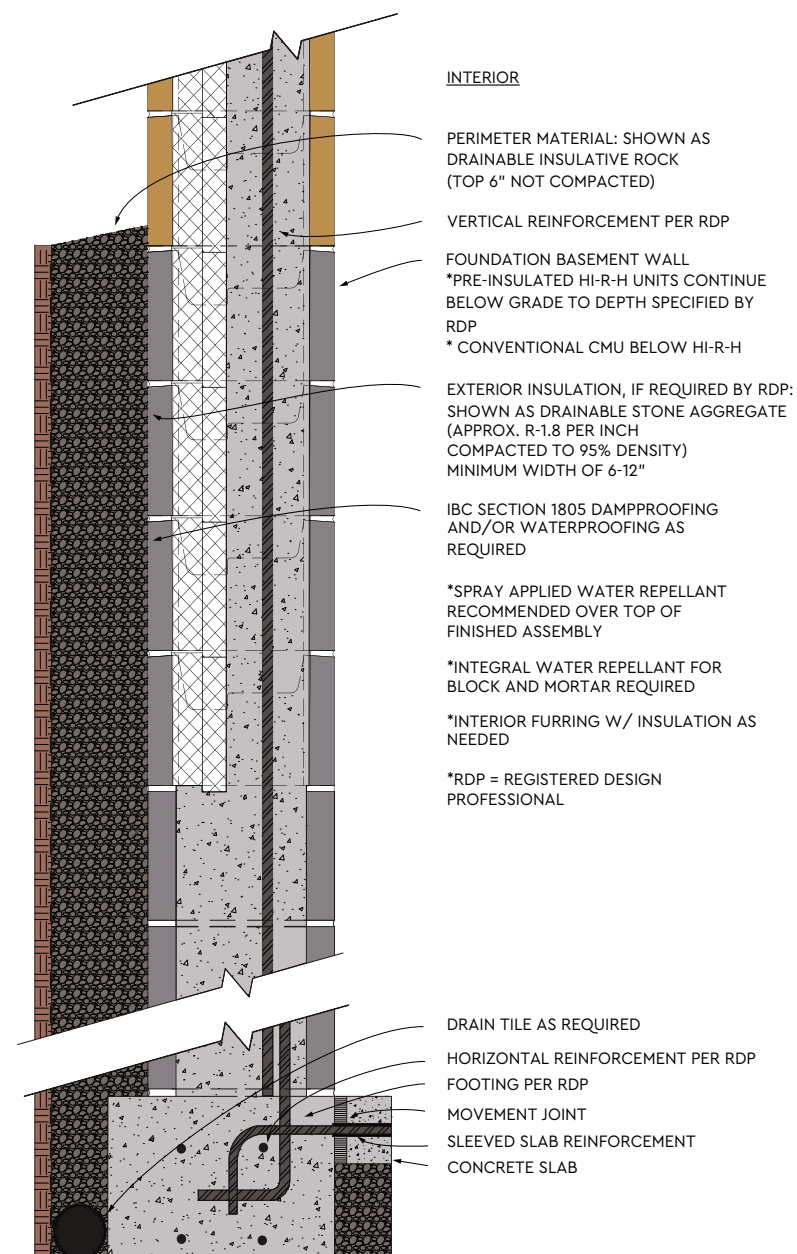 INTERIOR
PERIMETER MATERIAL: SHOWN AS
DRAINABLE INSULATIVE ROCK
(TOP 6" NOT COMPACTED)
VERTICAL REINFORCEMENT PER RDP
FOUNDATION BASEMENT WALL
*PRE-INSULATED HI-R-H UNITS CONTINUE
BELOW GRADE TO DEPTH SPECIFIED BY
RDP
* CONVENTIONAL CMU BELOW HI-R-H
EXTERIOR INSULATION, IF REQUIRED BY RDP:
SHOWN AS DRAINABLE STONE AGGREGATE
(APPROX. R-1.8 PER INCH
COMPACTED TO 95% DENSITY)
MINIMUM WIDTH OF 6-12"
IBC SECTION 1805 DAMPPROOFING
AND/OR WATERPROOFING AS
REQUIRED
*SPRAY APPLIED WATER REPELLANT
RECOMMENDED OVER TOP OF
FINISHED ASSEMBLY
*INTEGRAL WATER REPELLANT FOR
BLOCK AND MORTAR REQUIRED
*INTERIOR FURRING W/ INSULATION AS
NEEDED
*RDP = REGISTERED DESIGN
PROFESSIONAL
DRAIN TILE AS REQUIRED
HORIZONTAL REINFORCEMENT PER RDP
FOOTING PER RDP
MOVEMENT JOINT
SLEEVED SLAB REINFORCEMENT
CONCRETE SLAB